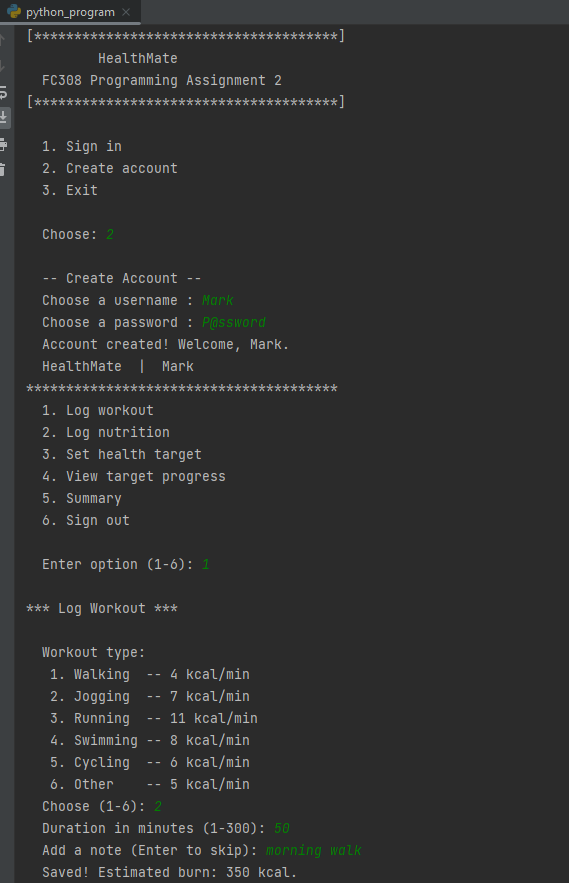 python_program
[**************************************]
HealthMate
FC308 Programming Assignment 2
[**************************************]
1. Sign in
2. Create account
3. Exit
Choose: 2
-- Create Account --
Choose a username : Mark
Choose a password : P@ssword
Account created! Welcome, Mark.
HealthMate  |  Mark
***************************************
1. Log workout
2. Log nutrition
3. Set health target
4. View target progress
5. Summary
6. Sign out
Enter option (1-6): 1
*** Log Workout ***
Workout type:
1. Walking  -- 4 kcal/min
2. Jogging  -- 7 kcal/min
3. Running  -- 11 kcal/min
4. Swimming -- 8 kcal/min
5. Cycling  -- 6 kcal/min
6. Other    -- 5 kcal/min
Choose (1-6): 2
Duration in minutes (1-300): 50
Add a note (Enter to skip): morning walk
Saved! Estimated burn: 350 kcal.